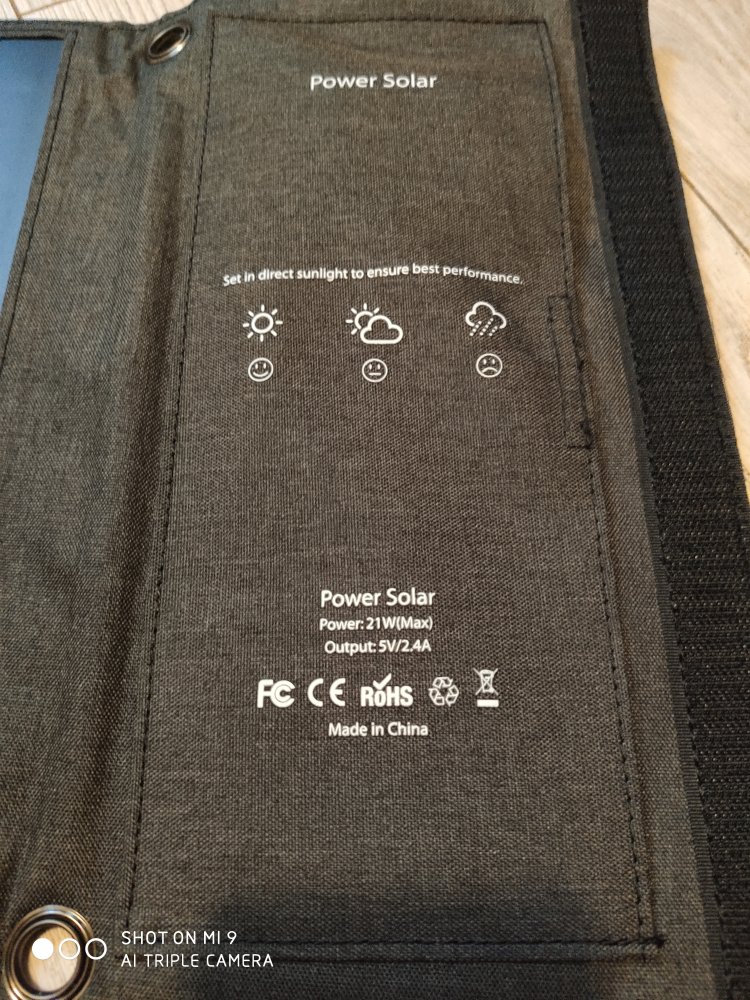 Power Solar
Set in direct sunlight to ensure best performance.
Power Solar
Power: 21W(Max)
Output: 5V/2.4A
FC CE RoHS
Made in China
SHOT ON MI 9
AI TRIPLE CAMERA